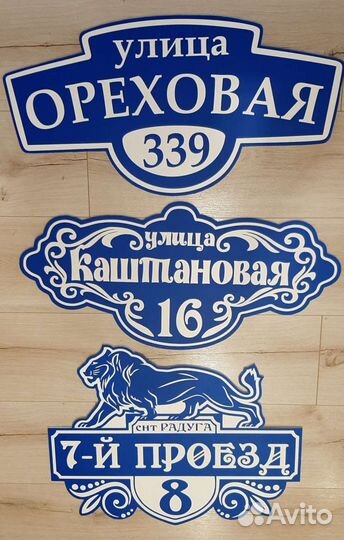 улица
ОРЕХОВАЯ
339
улица
Каштановая
16
снт РАДУГА
7-й ПРОЕЗД
8
Avito